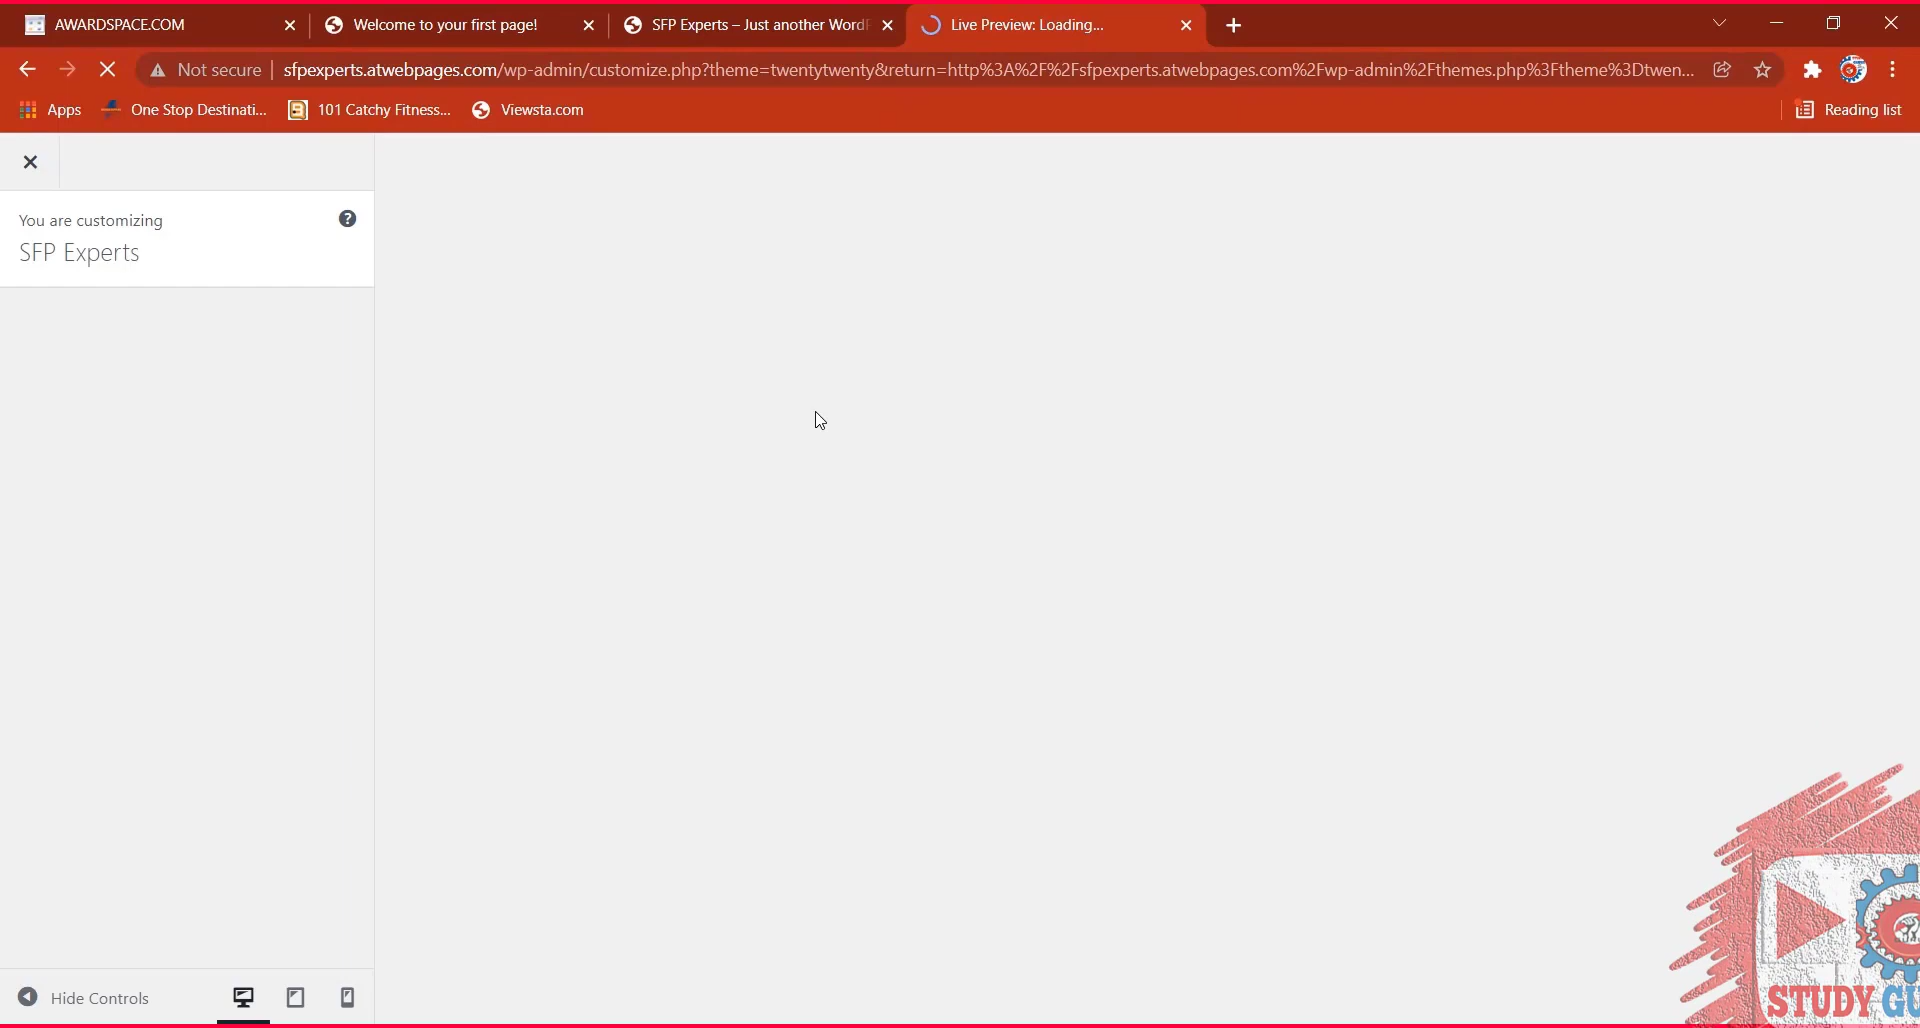 AWARDSPACE.COM
Welcome to your first page!
SFP Experts – Just another Word
Live Preview: Loading...
Not secure
sfpexperts.atwebpages.com/wp-admin/customize.php?theme=twentytwenty&return=http%3A%2F%2Fsfpexperts.atwebpages.com%2Fwp-admin%2Fthemes.php%3Ftheme%3Dtwen...
Apps
One Stop Destinati...
101 Catchy Fitness...
Viewsta.com
Reading list
You are customizing
SFP Experts
Hide Controls
STUDY GU